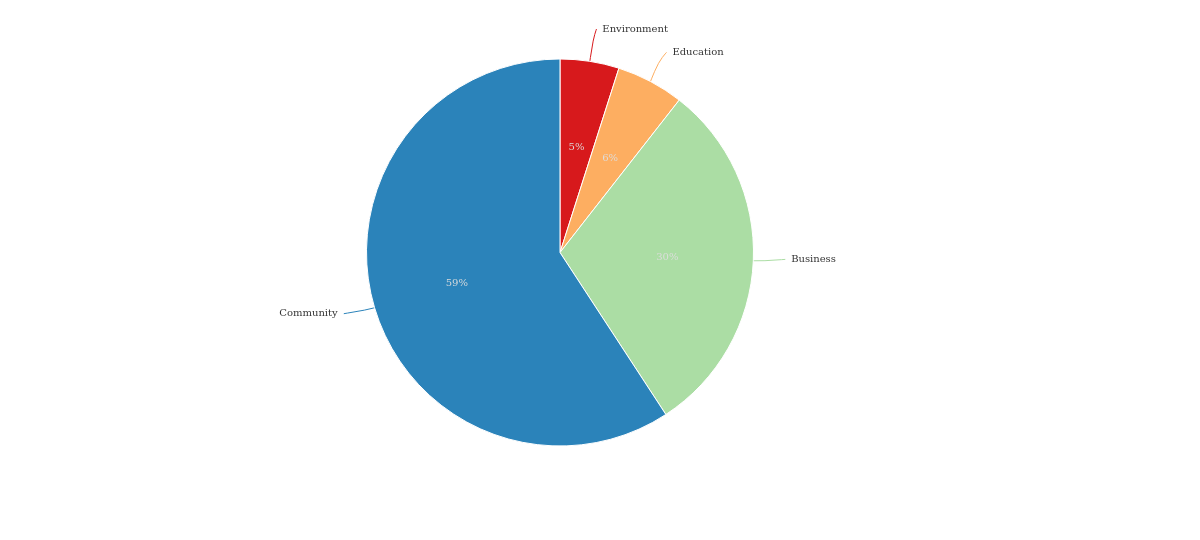 Environment
Education
5%
6%
30%
Business
59%
Community